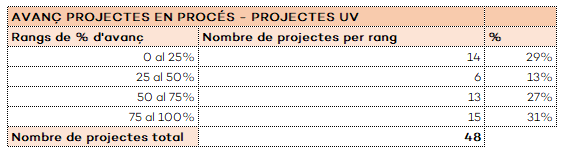 AVANÇ PROJECTES EN PROCÉS - PROJECTES UV
Rangs de % d'avanç Nombre de projectes per rang %
0 al 25% 14 29%
25 al 50% 6 13%
50 al 75% 13 27%
75 al 100% 15 31%
Nombre de projectes total 48